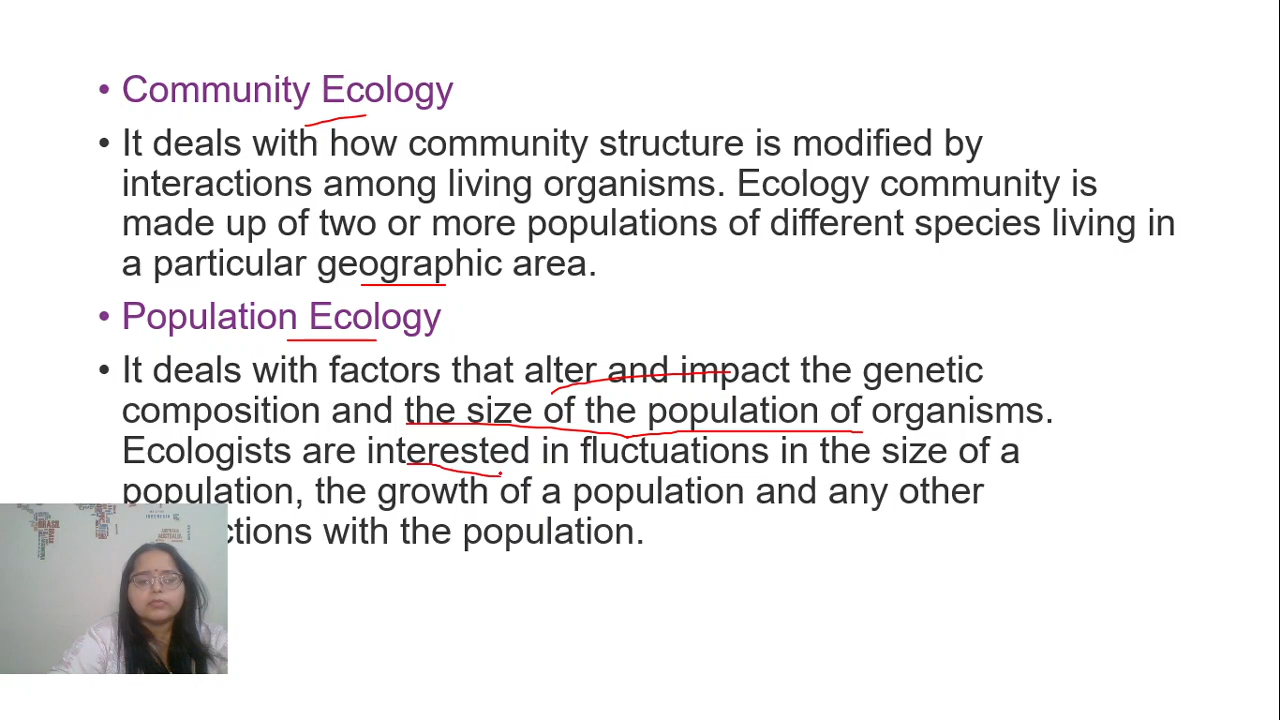 • Community Ecology
• It deals with how community structure is modified by
interactions among living organisms. Ecology community is
made up of two or more populations of different species living in
a particular geographic area.
• Population Ecology
• It deals with factors that alter and impact the genetic
composition and the size of the population of organisms.
Ecologists are interested in fluctuations in the size of a
population, the growth of a population and any other
ctions with the population.
BRASIL
AUSTRALIA